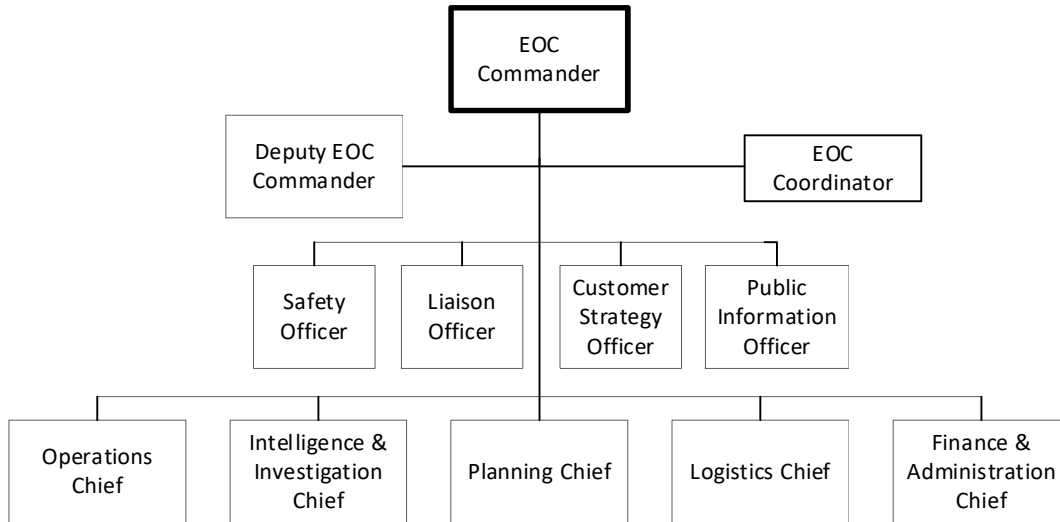 EOC
Commander
Deputy EOC
Commander
EOC
Coordinator
Safety
Officer
Liaison
Officer
Customer
Strategy
Officer
Public
Information
Officer
Operations
Chief
Intelligence &
Investigation
Chief
Planning Chief
Logistics Chief
Finance &
Administration
Chief